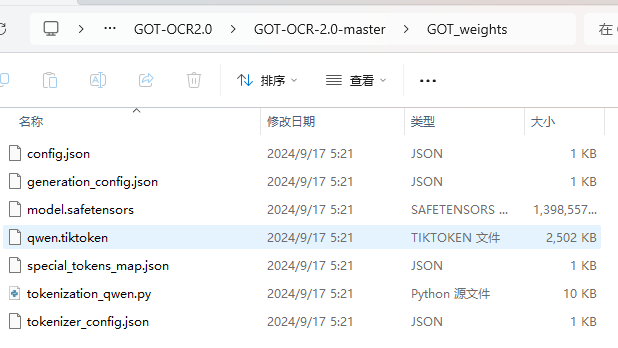 ··· > GOT-OCR2.0 > GOT-OCR-2.0-master > GOT_weights > 在
排序 查看 ···
名称 修改日期 类型 大小
config.json 2024/9/17 5:21 JSON 1 KB
generation_config.json 2024/9/17 5:21 JSON 1 KB
model.safetensors 2024/9/17 5:21 SAFETENSORS ... 1,398,557...
qwen.tiktoken 2024/9/17 5:21 TIKTOKEN 文件 2,502 KB
special_tokens_map.json 2024/9/17 5:21 JSON 1 KB
tokenization_qwen.py 2024/9/17 5:21 Python 源文件 10 KB
tokenizer_config.json 2024/9/17 5:21 JSON 1 KB